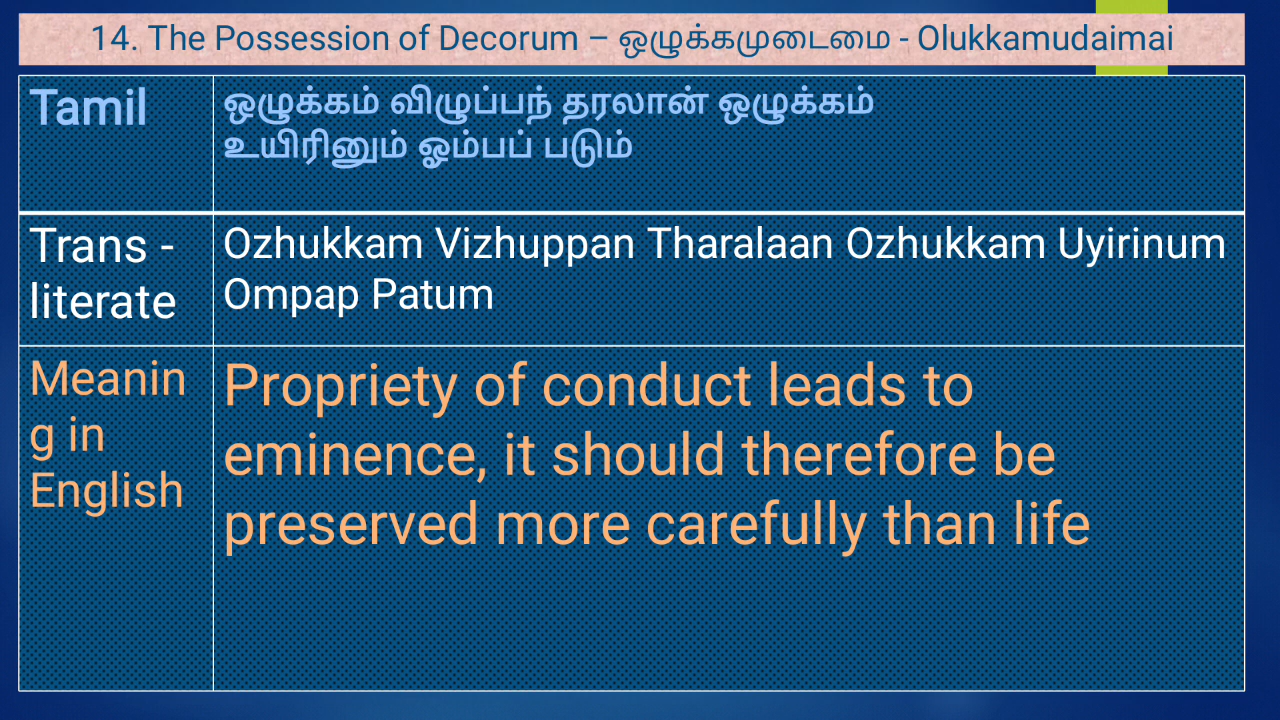 14. The Possession of Decorum – ஒழுக்கமுடைமை - Olukkamudaimai
Tamil
ஒழுக்கம் விழுப்பந் தரலான் ஒழுக்கம்
உயிரினும் ஓம்பப் படும்
Trans -
literate
Ozhukkam Vizhuppan Tharalaan Ozhukkam Uyirinum
Ompap Patum
Meanin
g in
English
Propriety of conduct leads to
eminence, it should therefore be
preserved more carefully than life